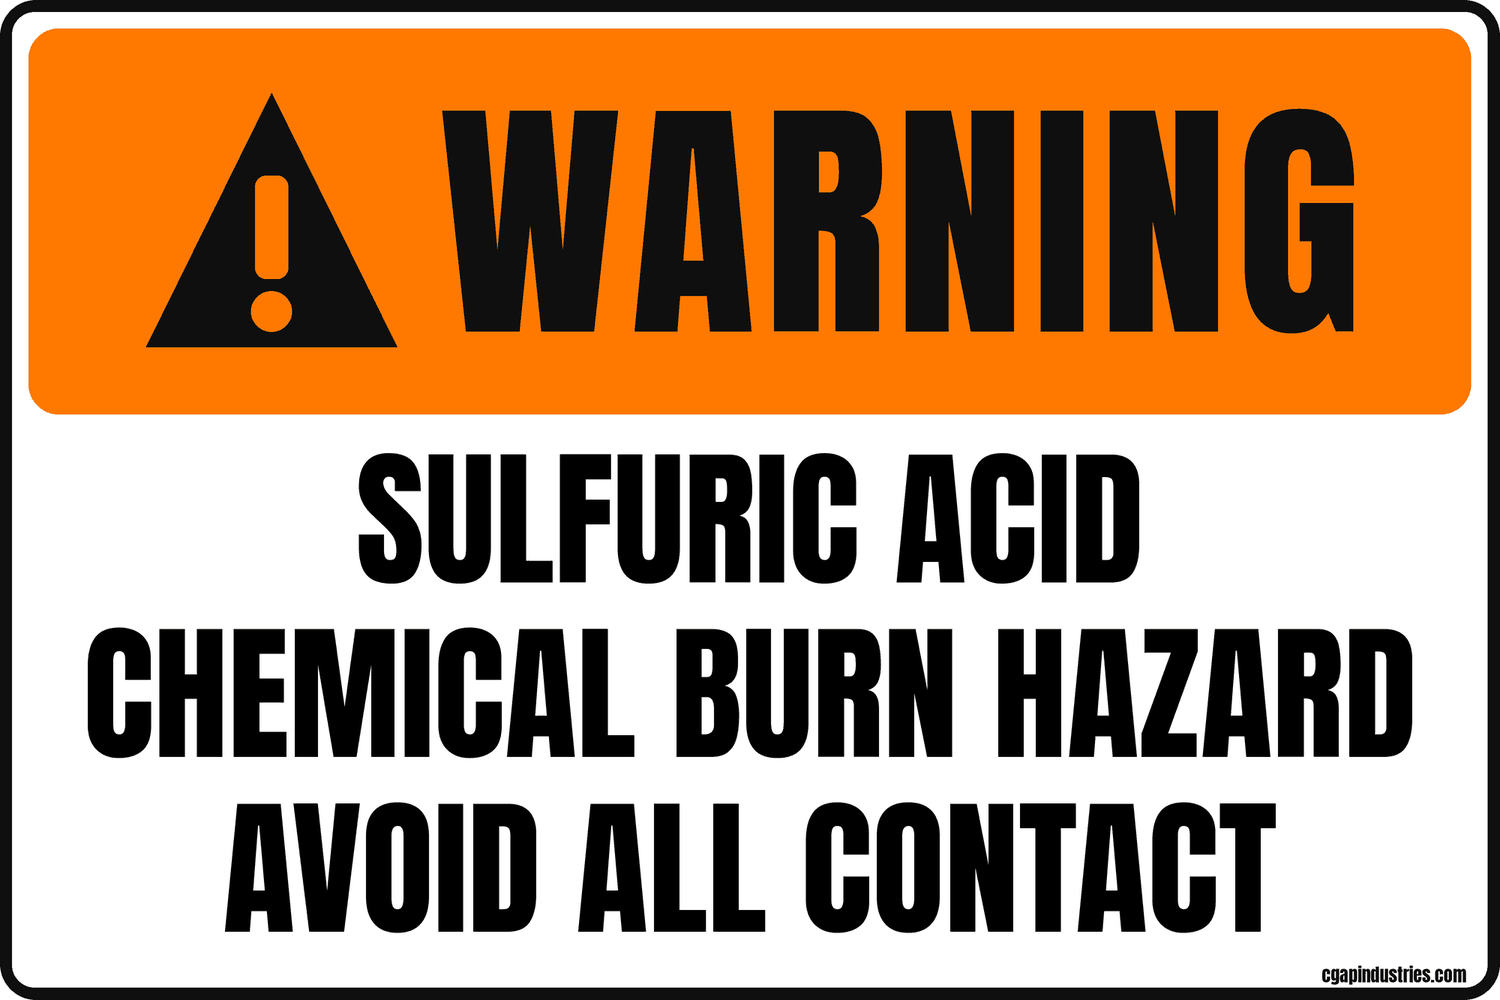 WARNING
SULFURIC ACID
CHEMICAL BURN HAZARD
AVOID ALL CONTACT
cgapindustries.com